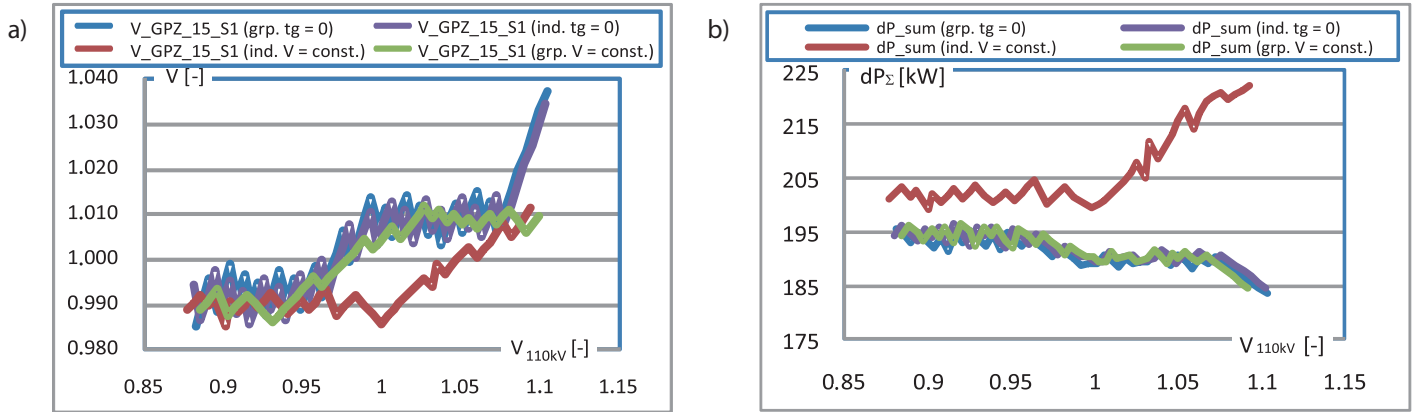 a)
V_GPZ_15_S1 (grp. tg = 0)
V_GPZ_15_S1 (ind. tg = 0)
V_GPZ_15_S1 (ind. V = const.)
V_GPZ_15_S1 (grp. V = const.)
V [-]
1.040
1.030
1.020
1.010
1.000
0.990
0.980
V110kV [-]
0.85 0.9 0.95 1 1.05 1.10 1.15
b)
dP_sum (grp. tg = 0)
dP_sum (ind. tg = 0)
dP_sum (ind. V = const.)
dP_sum (grp. V = const.)
dPΣ [kW]
225
215
205
195
185
175
V110kV [-]
0.85 0.9 0.95 1 1.05 1.1 1.15